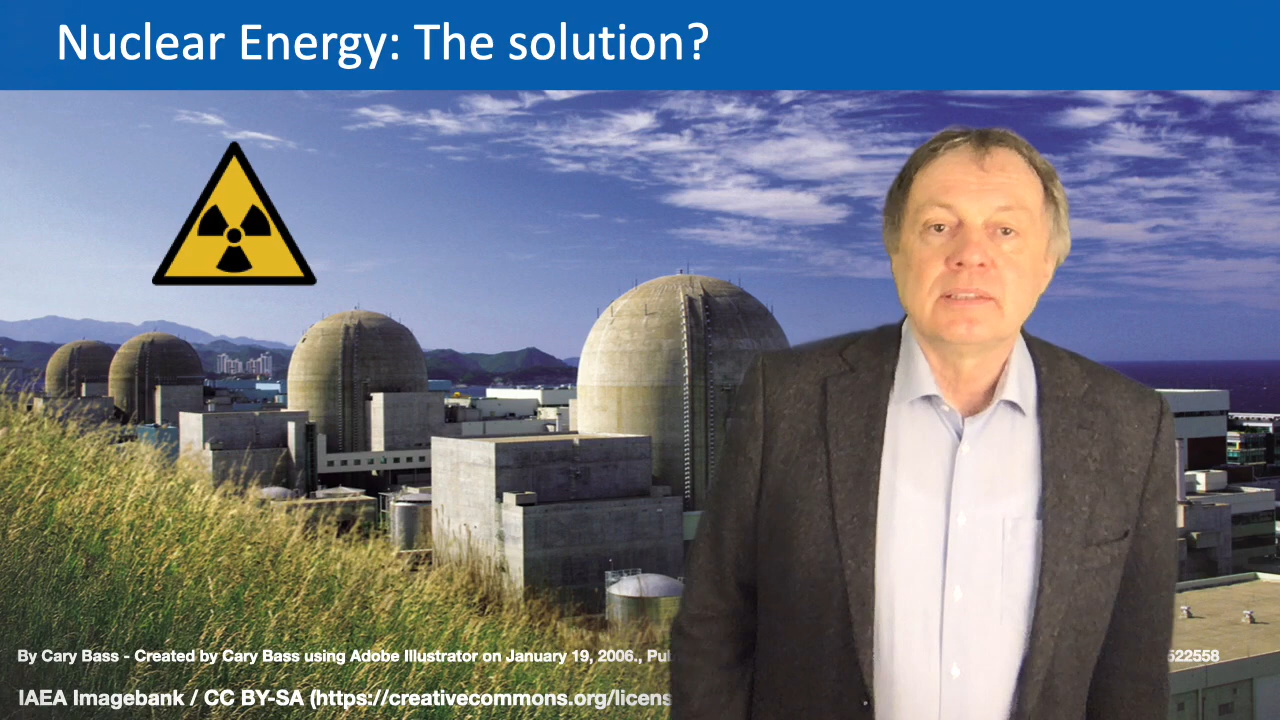 Nuclear Energy: The solution?
By Cary Bass - Created by Cary Bass using Adobe Illustrator on January 19, 2006., 522558
IAEA Imagebank / CC BY-SA (https://creativecommons.org/licens